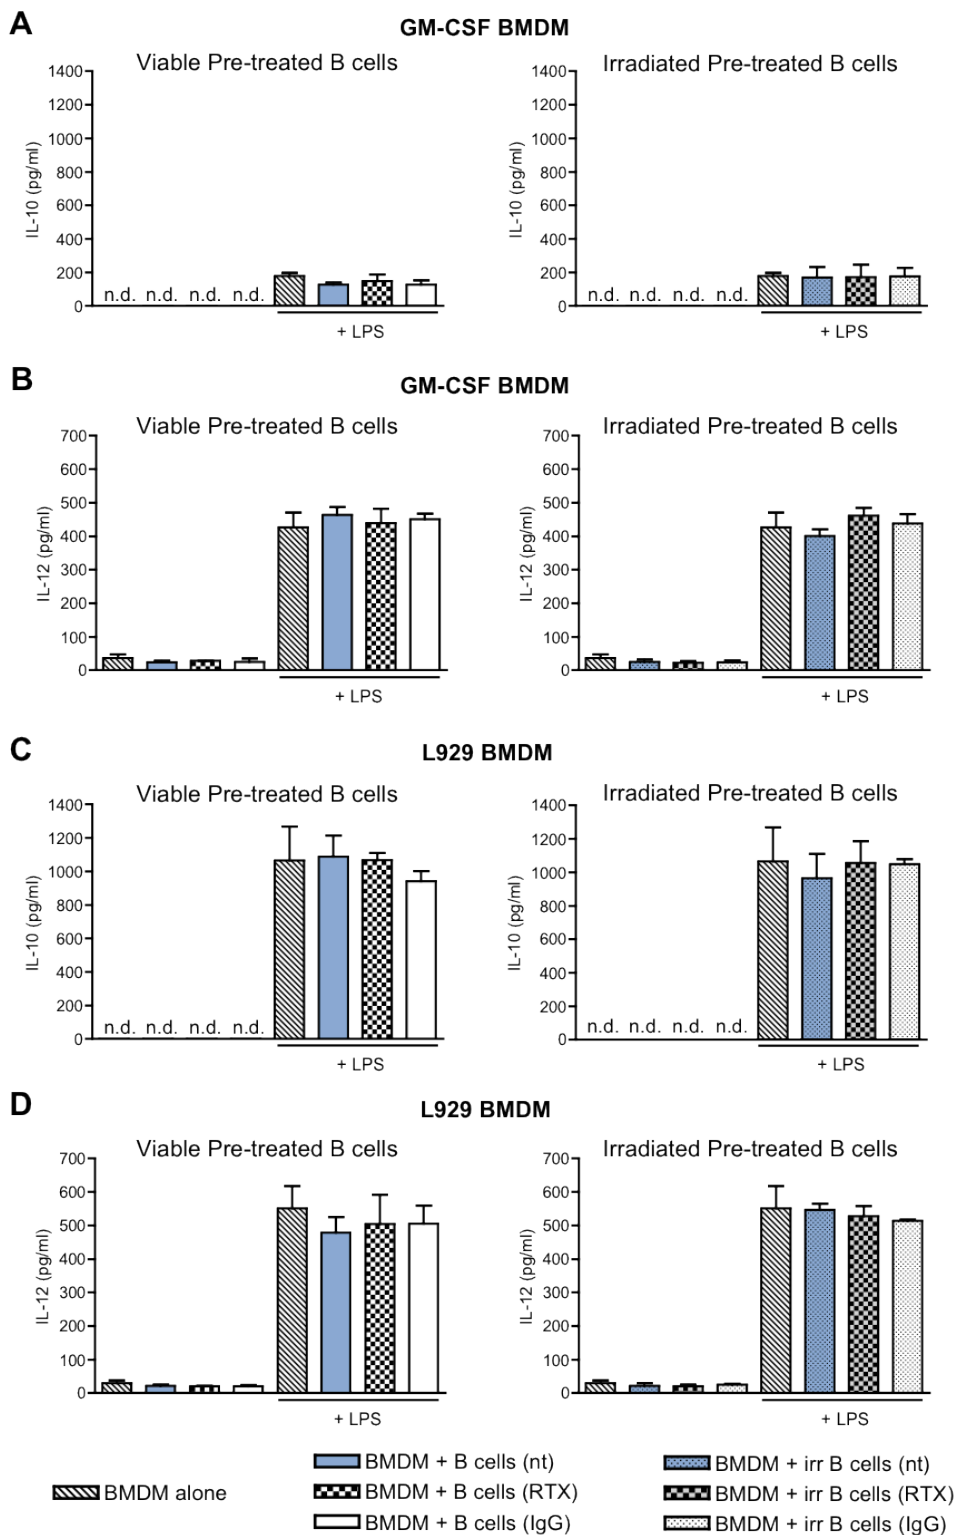 A
GM-CSF BMDM
Viable Pre-treated B cells
Irradiated Pre-treated B cells
IL-10 (pg/ml)
1400
1200
1000
800
600
400
200
0
n.d. n.d. n.d. n.d.
+ LPS
IL-10 (pg/ml)
1400
1200
1000
800
600
400
200
0
n.d. n.d. n.d. n.d.
+ LPS
B
GM-CSF BMDM
Viable Pre-treated B cells
Irradiated Pre-treated B cells
IL-12 (pg/ml)
700
600
500
400
300
200
100
0
+ LPS
IL-12 (pg/ml)
700
600
500
400
300
200
100
0
+ LPS
C
L929 BMDM
Viable Pre-treated B cells
Irradiated Pre-treated B cells
IL-10 (pg/ml)
1400
1200
1000
800
600
400
200
0
n.d. n.d. n.d. n.d.
+ LPS
IL-10 (pg/ml)
1400
1200
1000
800
600
400
200
0
n.d. n.d. n.d. n.d.
+ LPS
D
L929 BMDM
Viable Pre-treated B cells
Irradiated Pre-treated B cells
IL-12 (pg/ml)
700
600
500
400
300
200
100
0
+ LPS
IL-12 (pg/ml)
700
600
500
400
300
200
100
0
+ LPS
BMDM alone
BMDM + B cells (nt)
BMDM + B cells (RTX)
BMDM + B cells (IgG)
BMDM + irr B cells (nt)
BMDM + irr B cells (RTX)
BMDM + irr B cells (IgG)